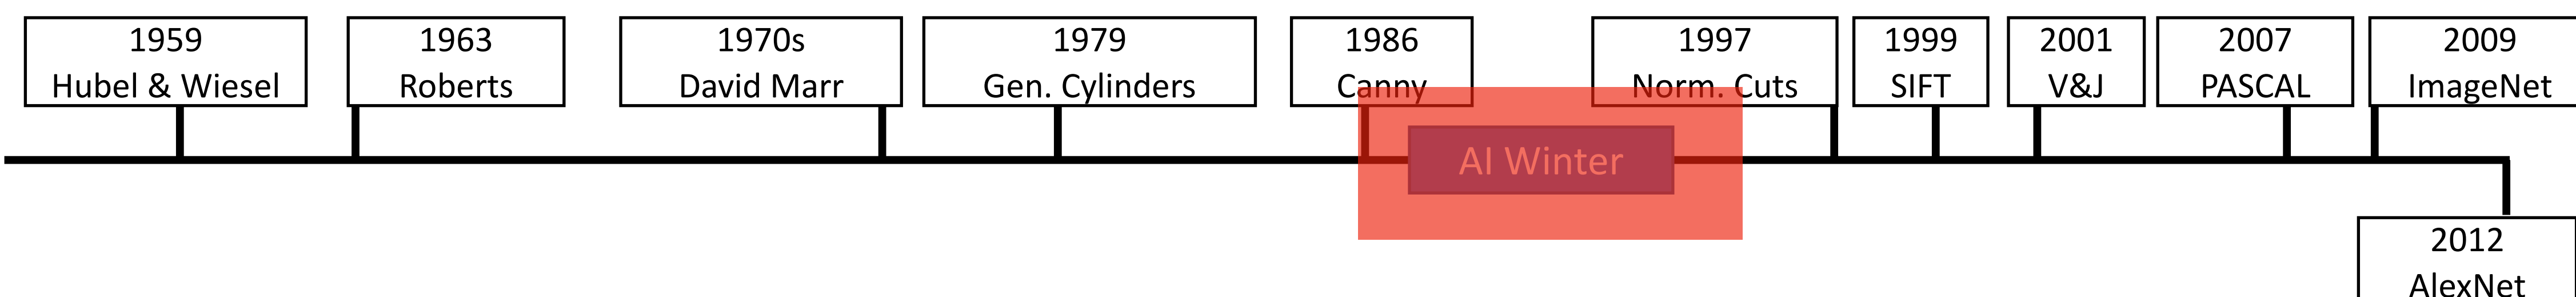 1959
Hubel & Wiesel
1963
Roberts
1970s
David Marr
1979
Gen. Cylinders
1986
Canny
1997
Norm. Cuts
1999
SIFT
2001
V&J
2007
PASCAL
2009
ImageNet
AI Winter
2012
AlexNet